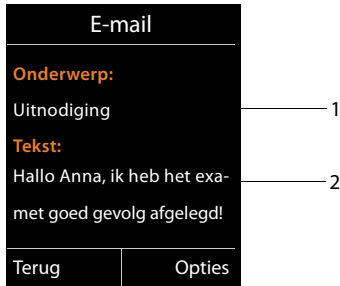 E-mail
Onderwerp:
Uitnodiging 1
Tekst:
Hallo Anna, ik heb het exa- 2
met goed gevolg afgelegd!
Terug Opties